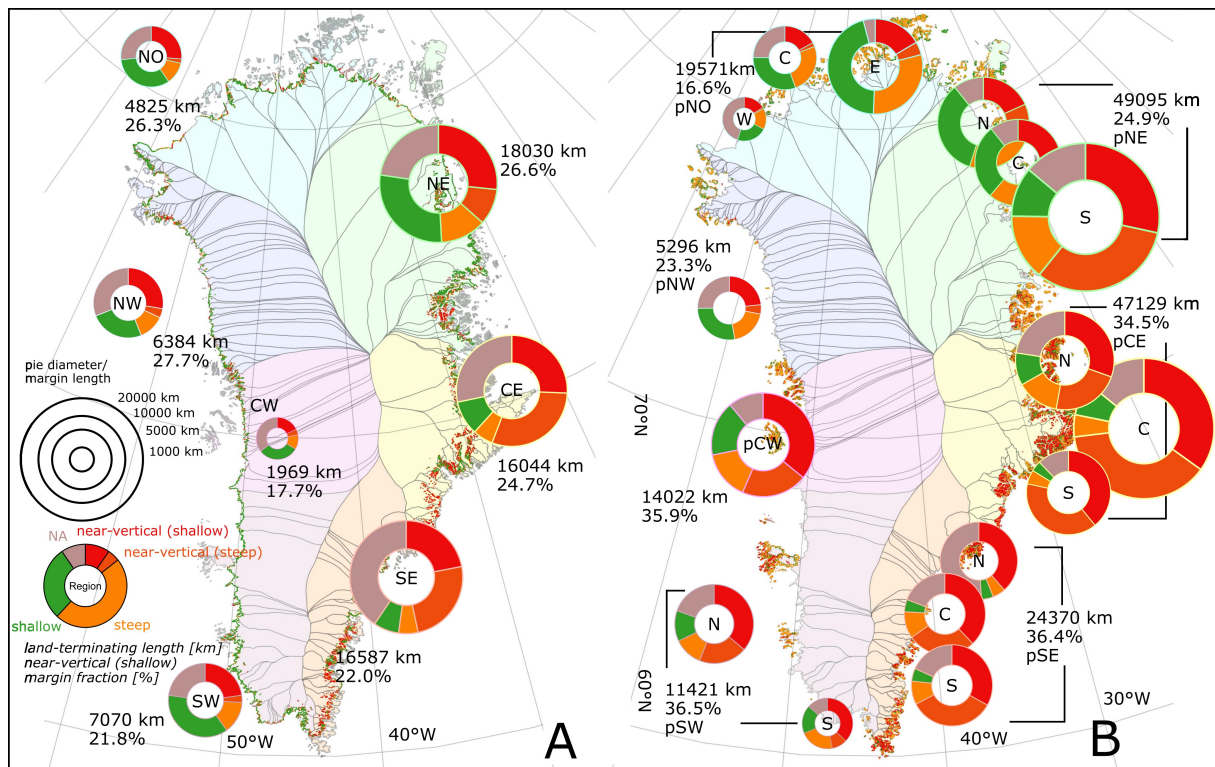 NO
4825 km
26.3%
18030 km
26.6%
NE
NW
6384 km
27.7%
pie diameter/
margin length
20000 km
10000 km
5000 km
1000 km
CW
1969 km
17.7%
CE
16044 km
24.7%
NA
near-vertical (shallow)
near-vertical (steep)
Region
shallow
steep
land-terminating length [km]
near-vertical (shallow)
margin fraction [%]
SE
16587 km
22.0%
SW
7070 km
21.8%
50°W
40°W
A
C
E
19571km
16.6%
pNO
W
N
49095 km
24.9%
pNE
C
S
5296 km
23.3%
pNW
47129 km
34.5%
pCE
N
70°N
pCW
C
14022 km
35.9%
S
N
C
24370 km
36.4%
pSE
N
60°N
11421 km
36.5%
pSW
S
S
30°W
40°W
B